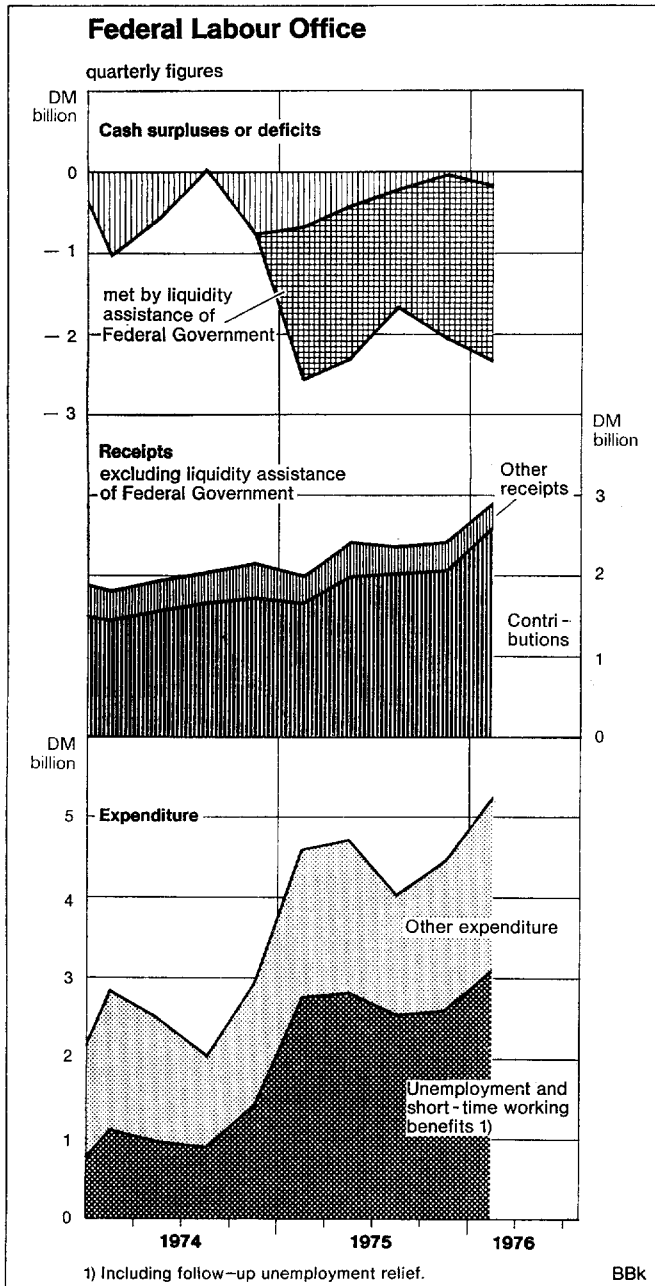 Federal Labour Office
quarterly figures
DM
billion
Cash surpluses or deficits
0
— 1
met by liquidity
assistance of
Federal Government
— 2
— 3
DM
billion
Receipts
excluding liquidity assistance
of Federal Government
Other
receipts
3
2
Contri-
butions
1
0
DM
billion
5
Expenditure
4
Other expenditure
3
2
Unemployment and
short-time working
benefits 1)
1
0
1974 1975 1976
1) Including follow-up unemployment relief. BBk